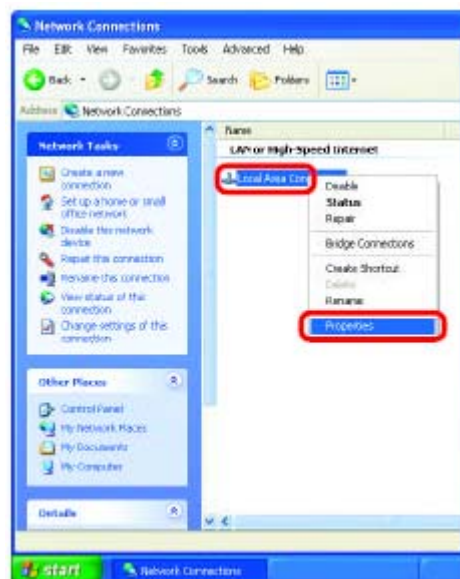 Network Connections
File Edit View Favorites Tools Advanced Help
Back Search Folders
Address Network Connections
Network Tasks
Create a new
connection
Set up a home or small
office network
Disable this network
device
Repair this connection
Rename this connection
View status of this
connection
Change settings of this
connection
Other Places
Control Panel
My Network Places
My Documents
My Computer
Details
Name
LAN or High-Speed Internet
Local Area Con
Disable
Status
Repair
Bridge Connections
Create Shortcut
Delete
Rename
Properties
start Network Connections